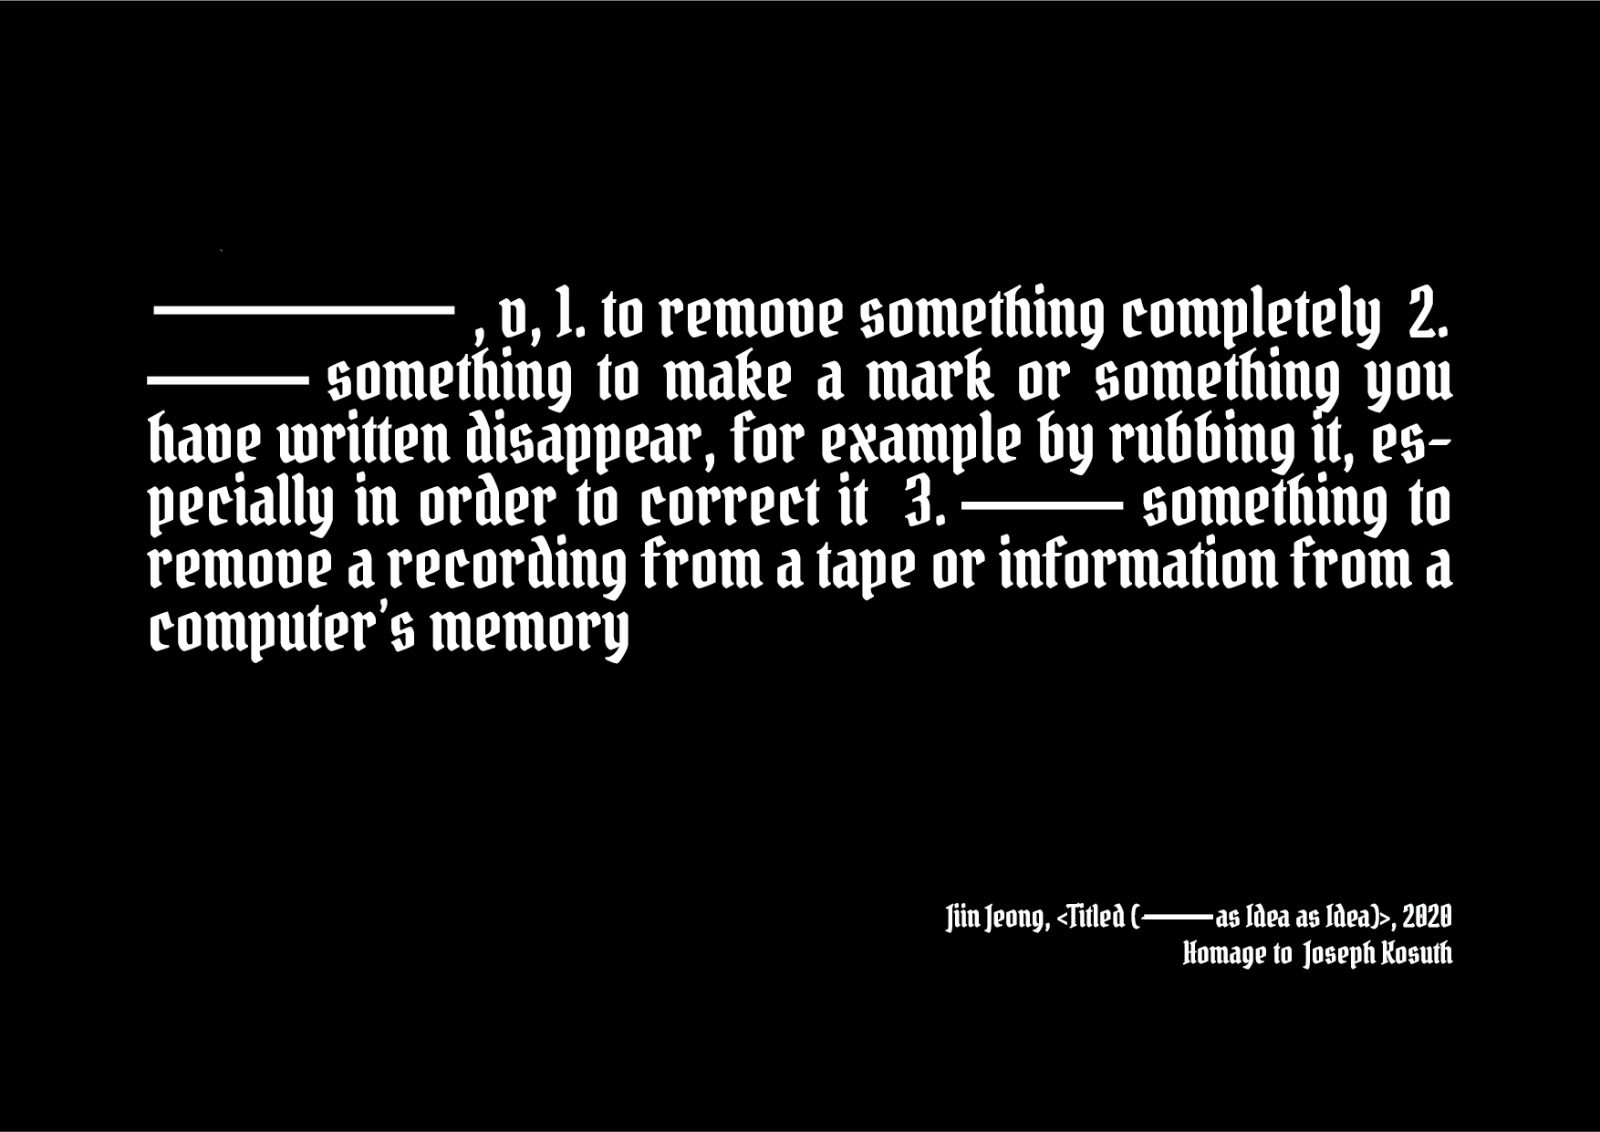 ———, v, 1. to remove something completely 2.
——— something to make a mark or something you
have written disappear, for example by rubbing it, es-
pecially in order to correct it 3. ——— something to
remove a recording from a tape or information from a
computer's memory
Jiin Jeong, <Titled (———as Idea as Idea)>, 2020
Homage to Joseph Kosuth